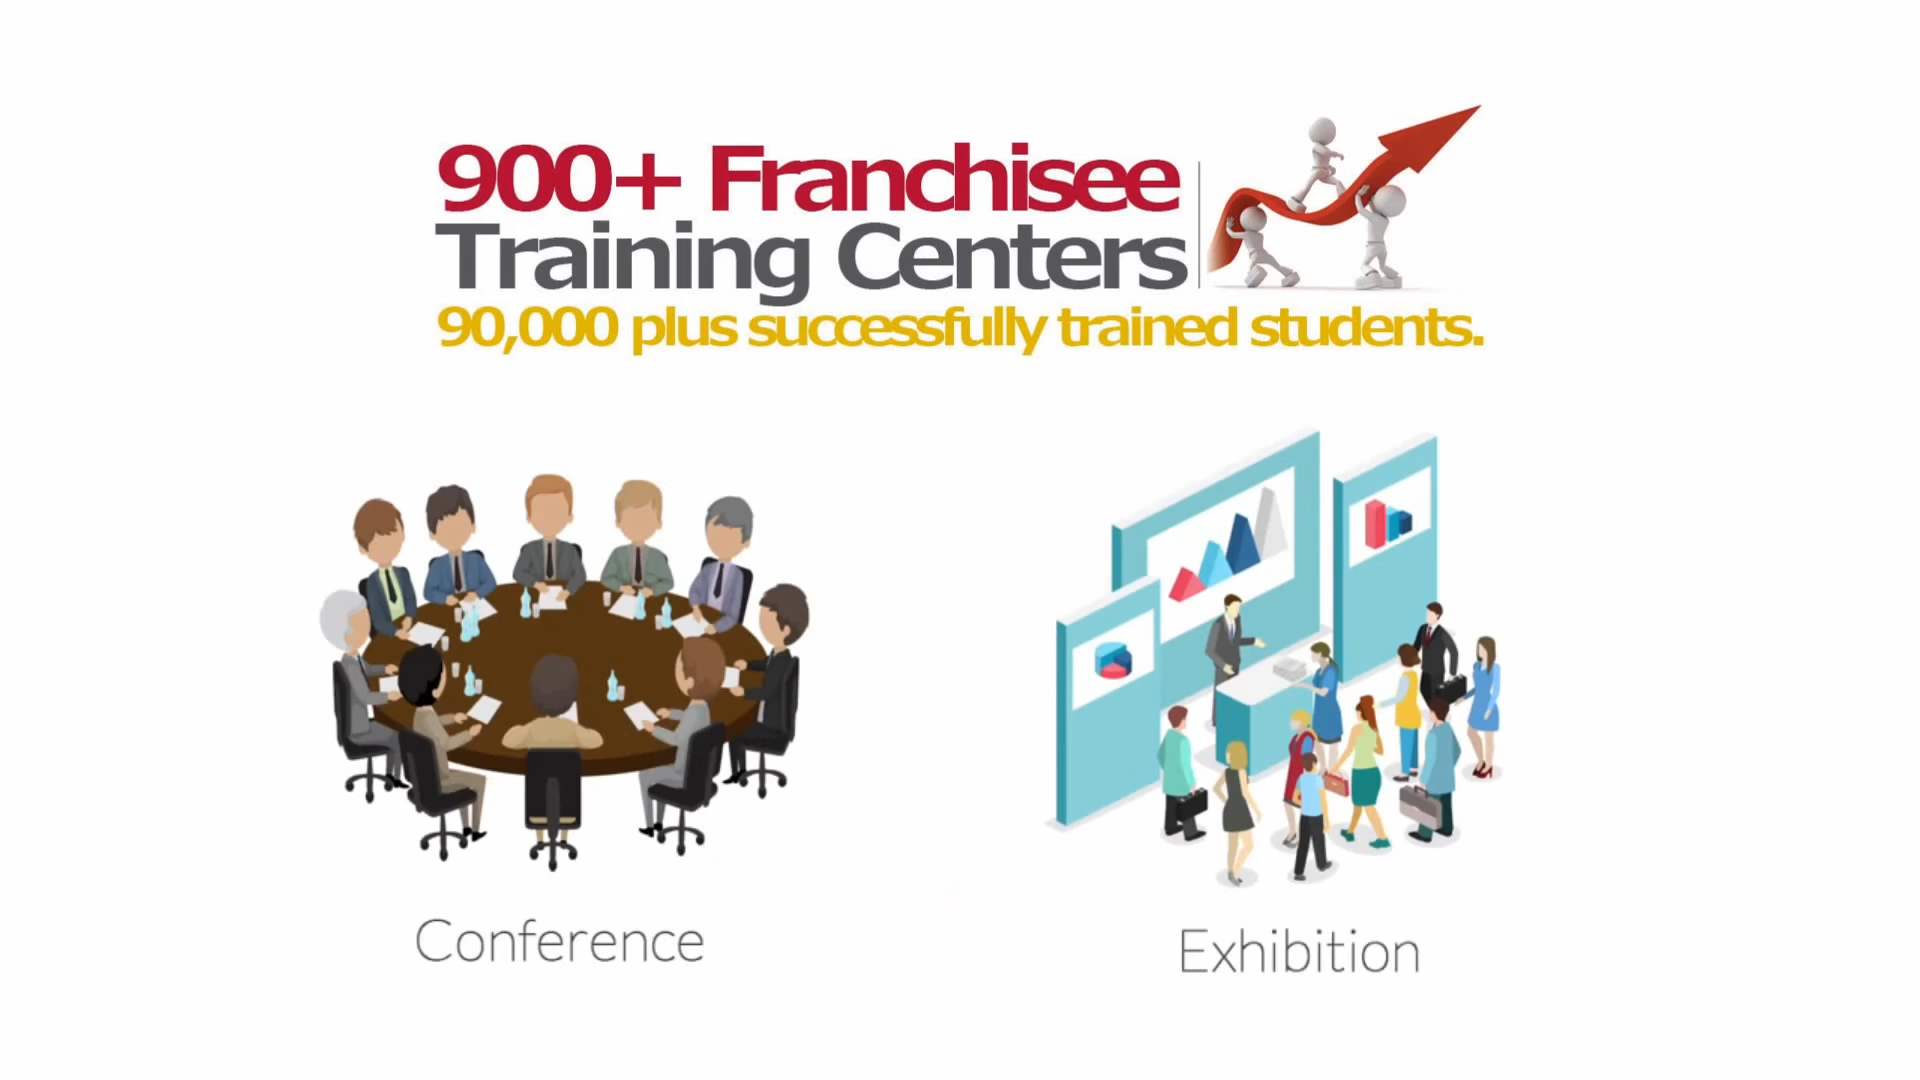 900+ Franchisee
Training Centers
90,000 plus successfully trained students.
Conference
Exhibition